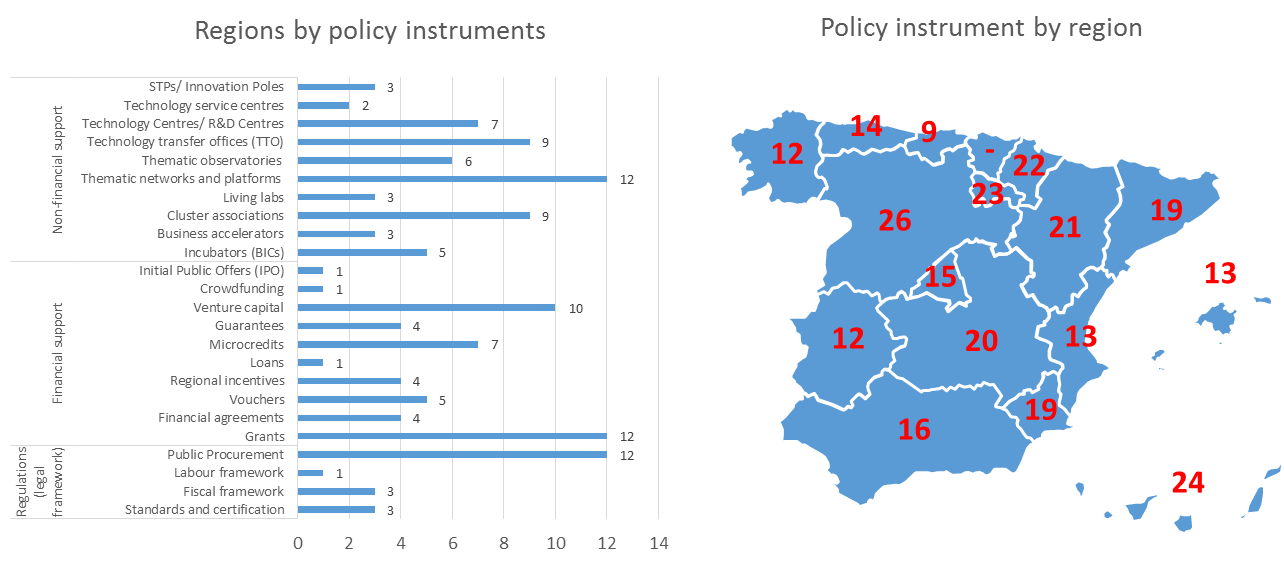 Regions by policy instruments
Non-financial support
STPs/ Innovation Poles 3
Technology service centres 2
Technology Centres/ R&D Centres 7
Technology transfer offices (TTO) 9
Thematic observatories 6
Thematic networks and platforms 12
Living labs 3
Cluster associations 9
Business accelerators 3
Incubators (BICs) 5
Financial support
Initial Public Offers (IPO) 1
Crowdfunding 1
Venture capital 10
Guarantees 4
Microcredits 7
Loans 1
Regional incentives 4
Vouchers 5
Financial agreements 4
Grants 12
Regulations
(legal
framework)
Public Procurement 12
Labour framework 1
Fiscal framework 3
Standards and certification 3
0 2 4 6 8 10 12 14
Policy instrument by region
14 9
12 - 22
23
26 21 19
15 13
12 20 13
16 19
24